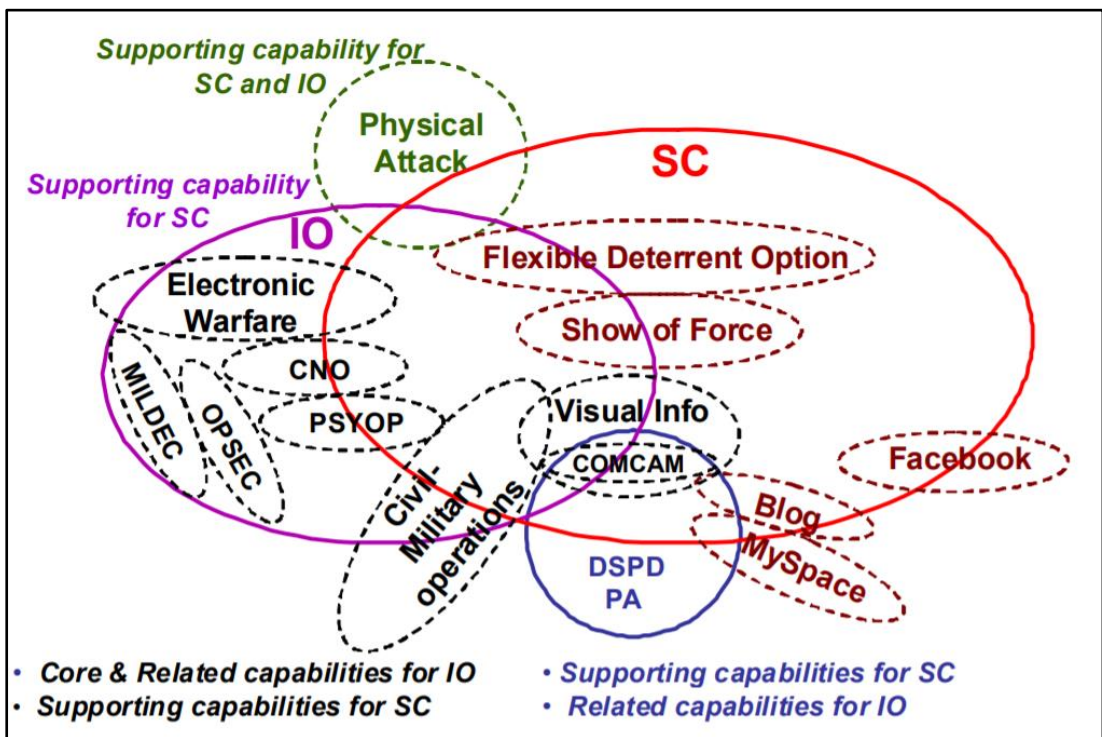 Supporting capability for
SC and IO
Physical
Attack
SC
Supporting capability
for SC
IO
Flexible Deterrent Option
Electronic
Warfare
Show of Force
CNO
MILDEC
OPSEC
PSYOP
Visual Info
COMCAM
Facebook
Civil-
Military
operations
Blog
MySpace
DSPD
PA
• Core & Related capabilities for IO
• Supporting capabilities for SC
• Supporting capabilities for SC
• Related capabilities for IO